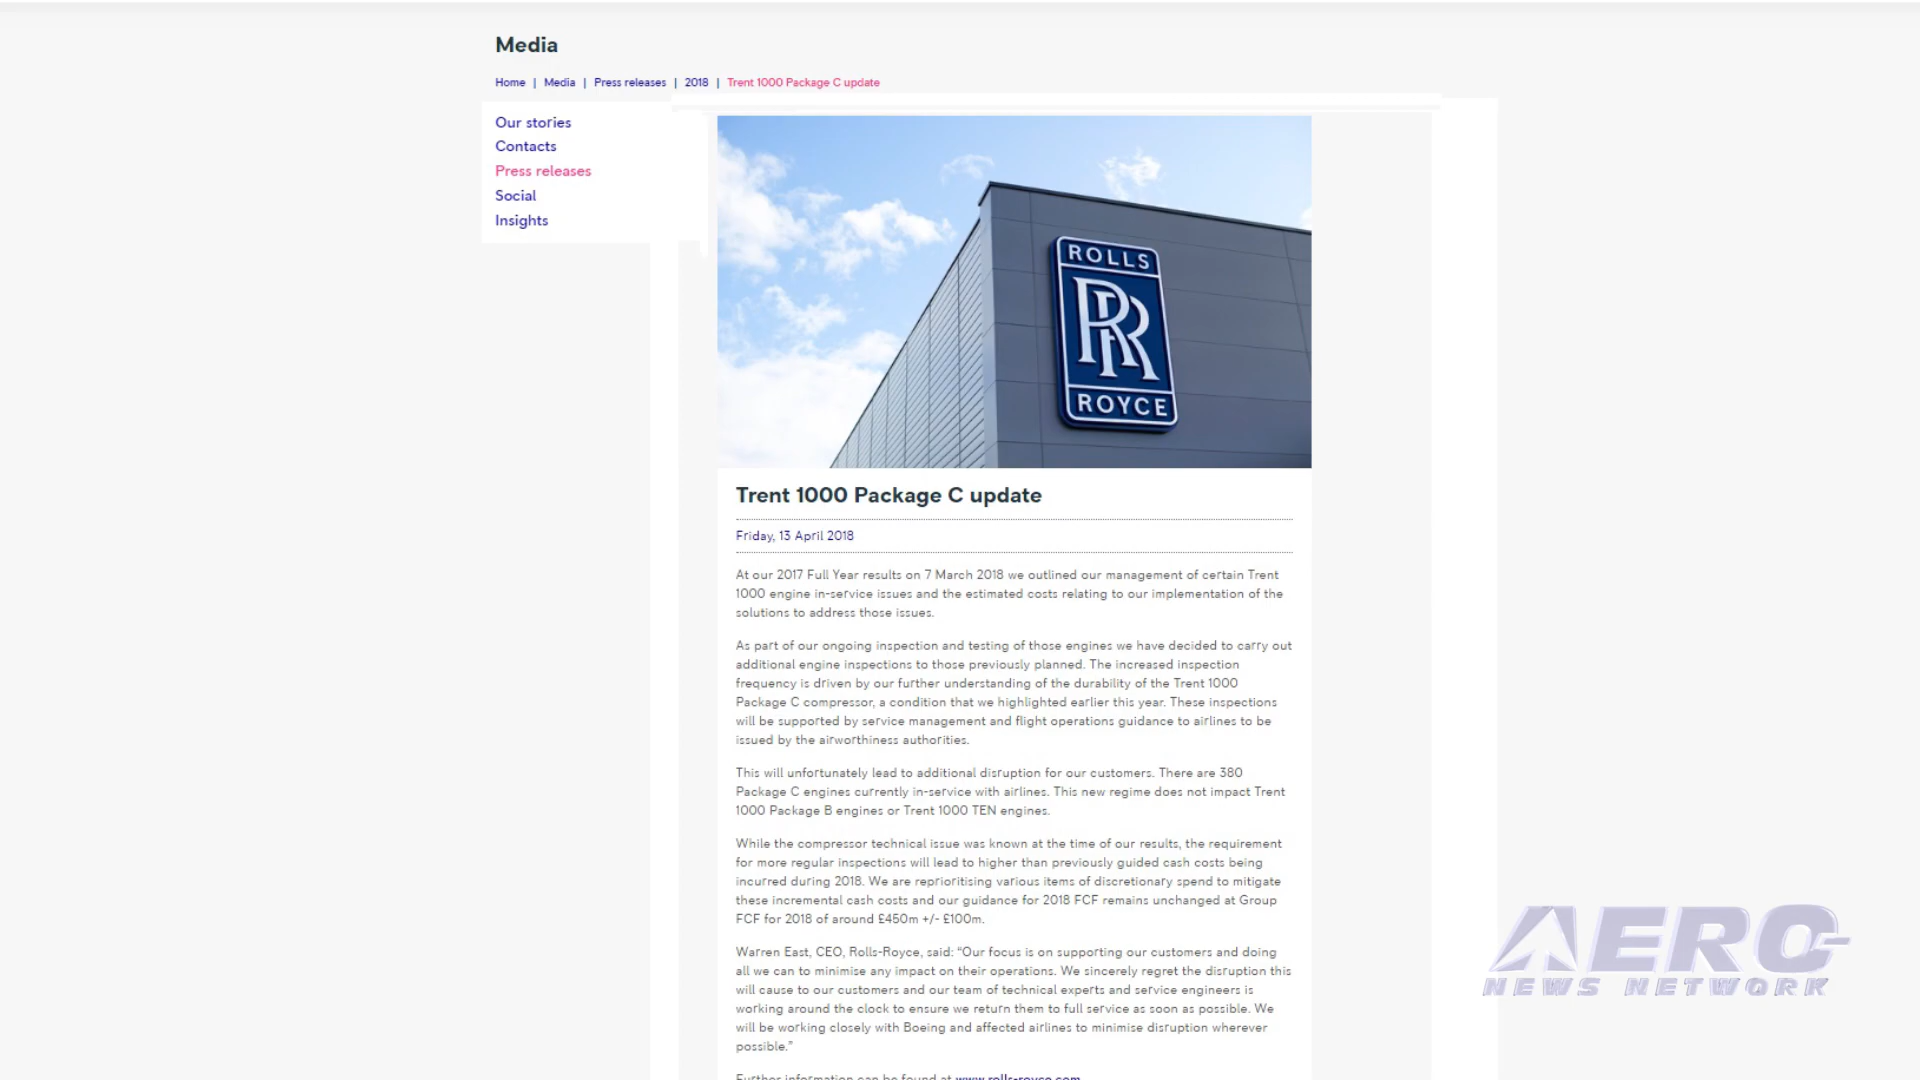 Media
Home | Media | Press releases | 2018 | Trent 1000 Package C update
Our stories
Contacts
Press releases
Social
Insights
ROLLS
RR
ROYCE
Trent 1000 Package C update
Friday, 13 April 2018
At our 2017 Full Year results on 7 March 2018 we outlined our management of certain Trent
1000 engine in-service issues and the estimated costs relating to our implementation of the
solutions to address those issues.
As part of our ongoing inspection and testing of those engines we have decided to carry out
additional engine inspections to those previously planned. The increased inspection
frequency is driven by our further understanding of the durability of the Trent 1000
Package C compressor, a condition that we highlighted earlier this year. These inspections
will be supported by service management and flight operations guidance to airlines to be
issued by the airworthiness authorities.
This will unfortunately lead to additional disruption for our customers. There are 380
Package C engines currently in-service with airlines. This new regime does not impact Trent
1000 Package B engines or Trent 1000 TEN engines.
While the compressor technical issue was known at the time of our results, the requirement
for more regular inspections will lead to higher than previously guided cash costs being
incurred during 2018. We are reprioritising various items of discretionary spend to mitigate
these incremental cash costs and our guidance for 2018 FCF remains unchanged at Group
FCF for 2018 of around £450m +/- £100m.
Warren East, CEO, Rolls-Royce, said: “Our focus is on supporting our customers and doing
all we can to minimise any impact on their operations. We sincerely regret the disruption this
will cause to our customers and our team of technical experts and service engineers is
working around the clock to ensure we return them to full service as soon as possible. We
will be working closely with Boeing and affected airlines to minimise disruption wherever
possible.”
Further information can be found at www.rolls-royce.com
AERO
NEWS NETWORK